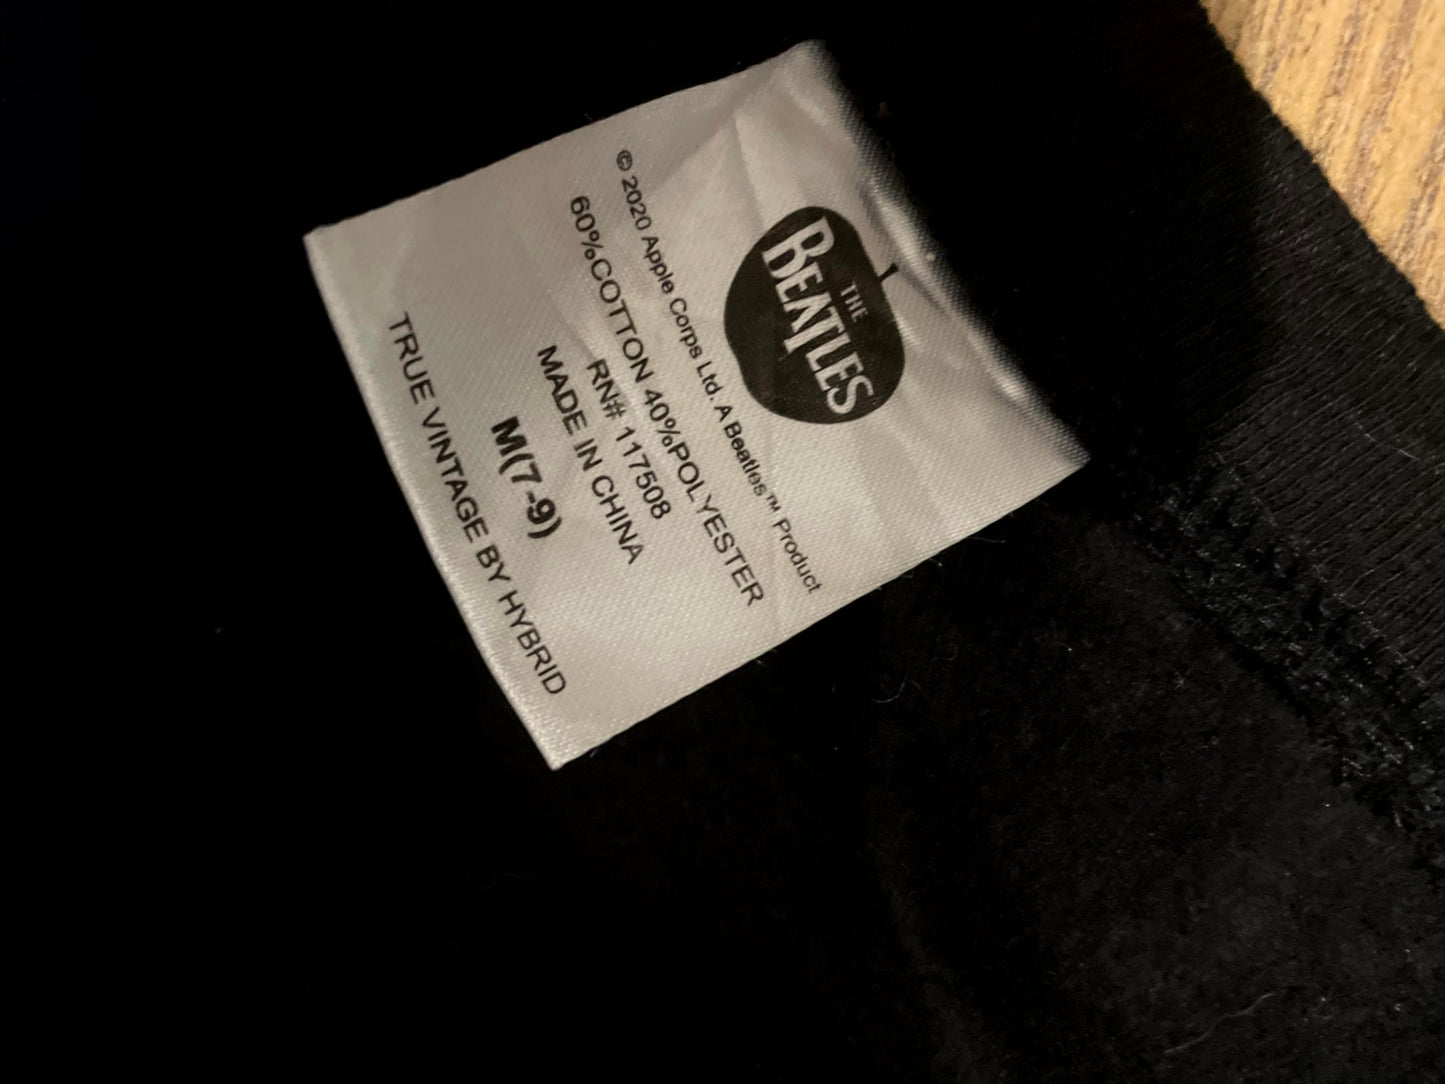 THE
BEATLES
© 2020 Apple Corps Ltd. A Beatles™ Product
60%COTTON 40%POLYESTER
RN# 117508
MADE IN CHINA
M(7-9)
TRUE VINTAGE BY HYBRID